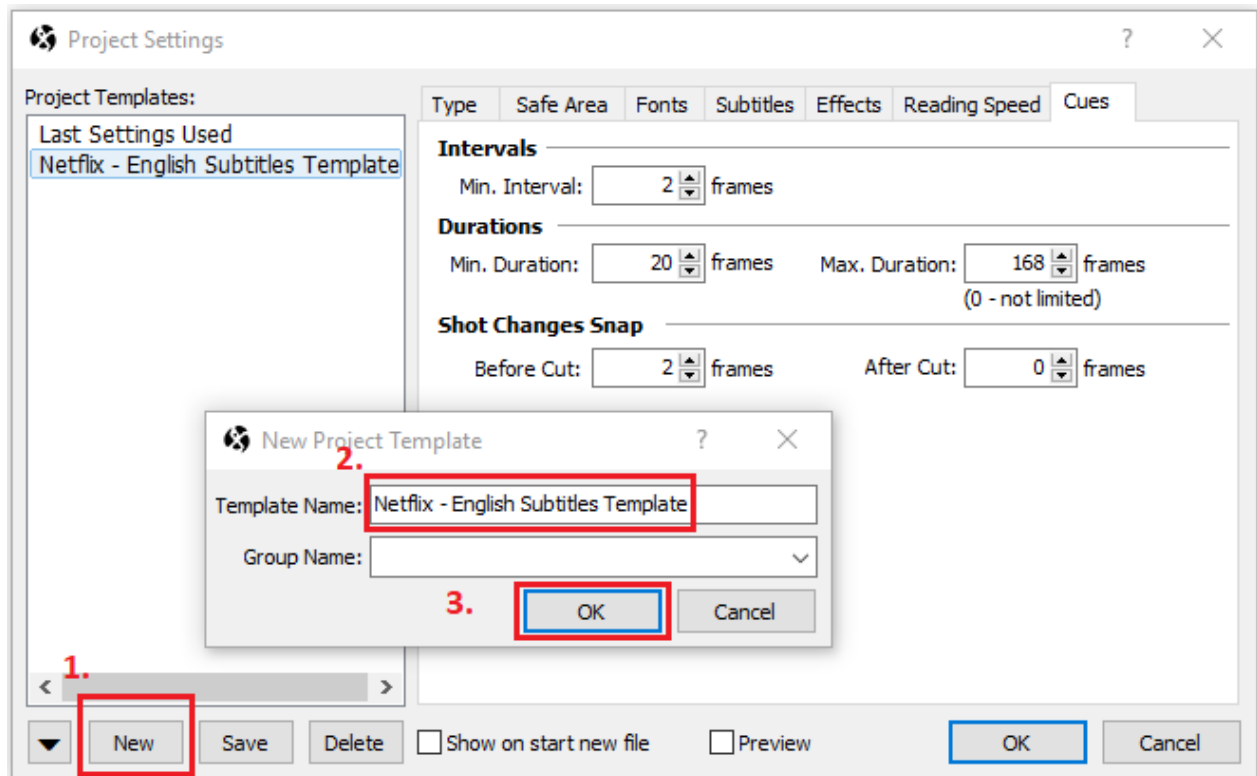 Project Settings
?
Project Templates:
Last Settings Used
Netflix - English Subtitles Template
Type Safe Area Fonts Subtitles Effects Reading Speed Cues
Intervals
Min. Interval: 2 frames
Durations
Min. Duration: 20 frames Max. Duration: 168 frames
(0 - not limited)
Shot Changes Snap
Before Cut: 2 frames After Cut: 0 frames
New Project Template ?
2.
Template Name: Netflix - English Subtitles Template
Group Name:
3.
OK Cancel
1.
New Save Delete Show on start new file Preview OK Cancel